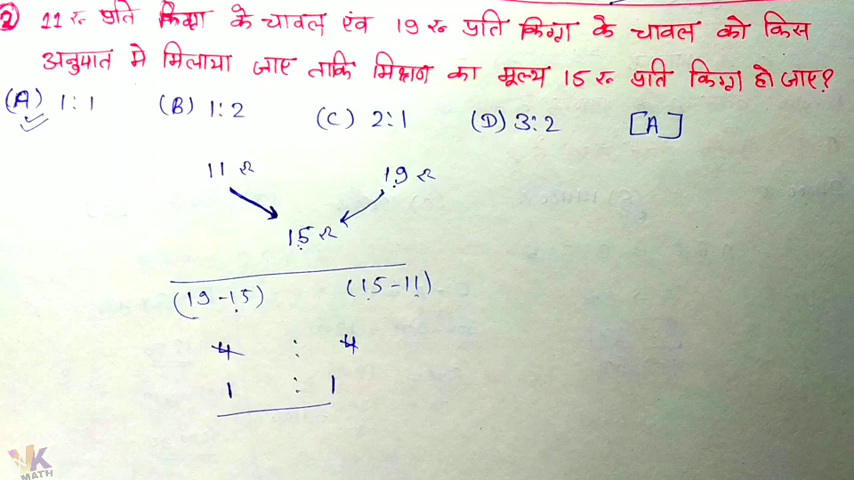 2 11 रू प्रति किग्रा के चावल एंव 19 रू प्रति किग्रा के चावल को किस
अनुपात मे मिलाया जाए ताकि मिश्रण का मूल्य 15 रू प्रति किग्रा हो जाए?
(A) 1:1 (B) 1:2 (C) 2:1 (D) 3:2 [A]
11 रू 19 रू
15 रू
(19-15) (15-11)
4 : 4
1 : 1
VK
MATH